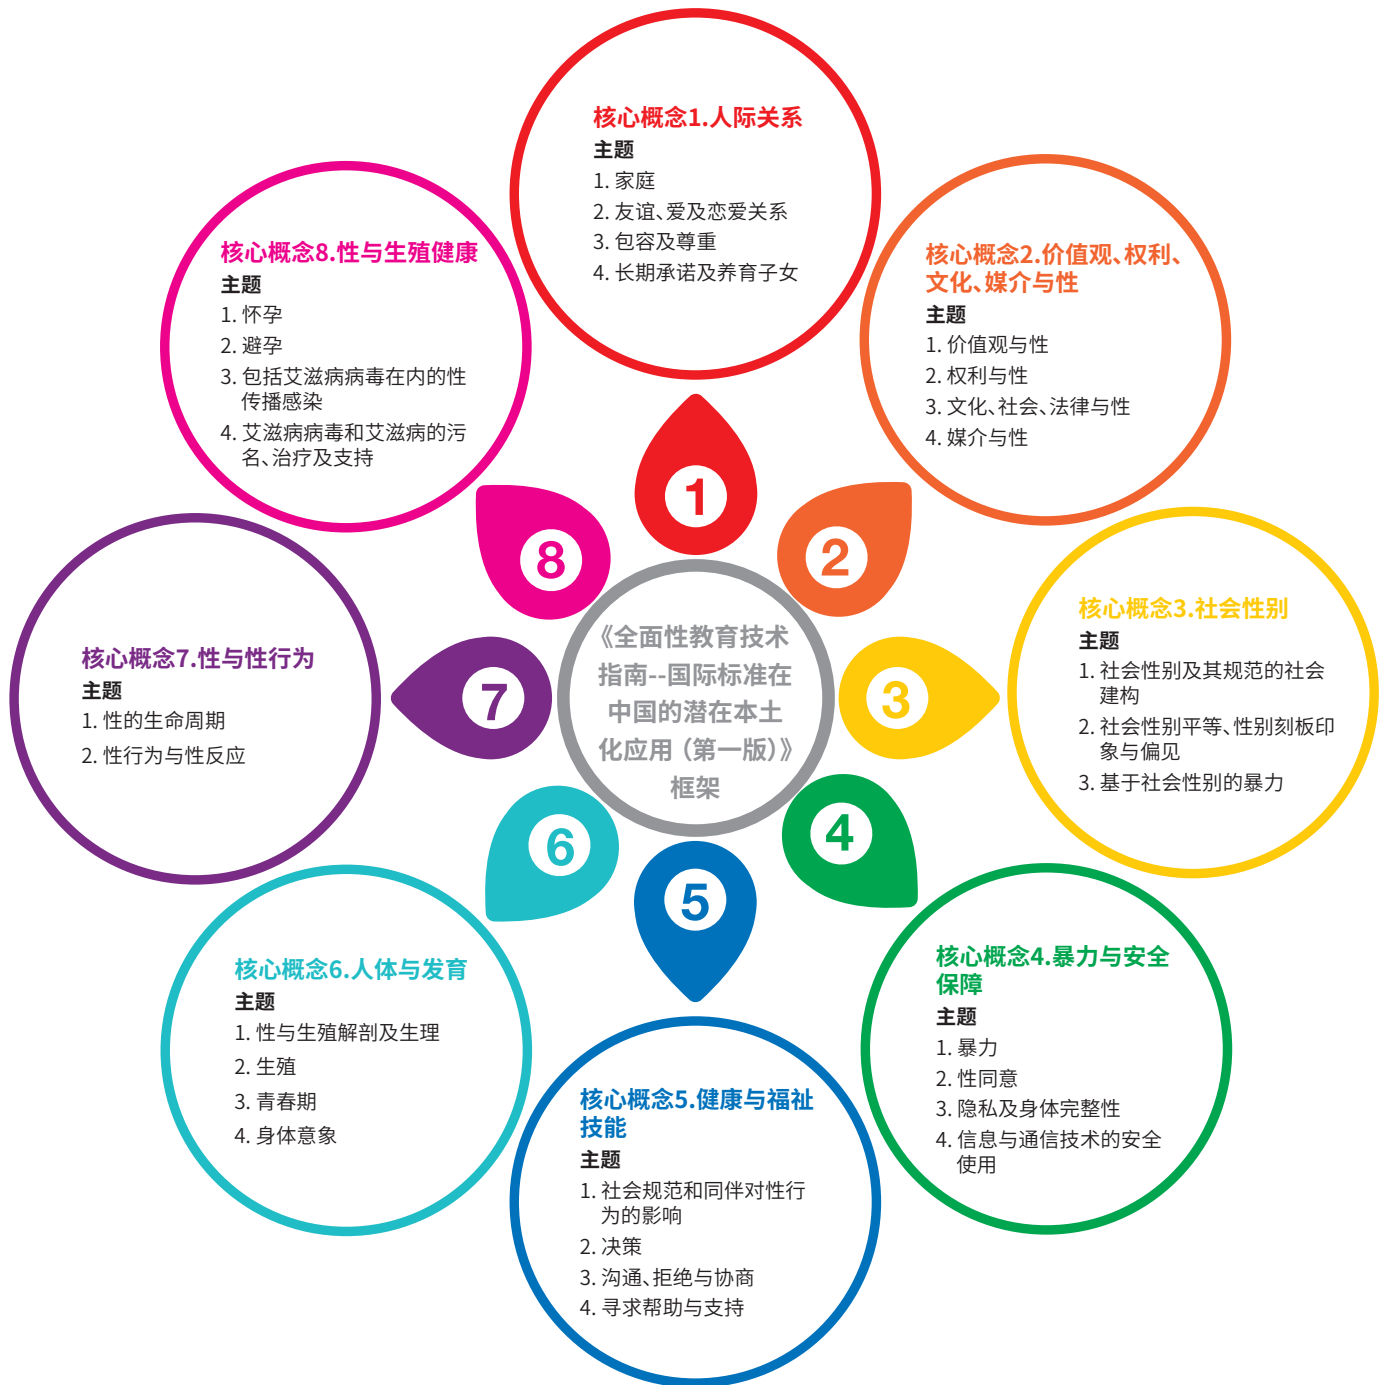 核心概念1.人际关系
主题
1. 家庭
2. 友谊、爱及恋爱关系
3. 包容及尊重
4. 长期承诺及养育子女
核心概念2.价值观、权利、
文化、媒介与性
主题
1. 价值观与性
2. 权利与性
3. 文化、社会、法律与性
4. 媒介与性
核心概念3.社会性别
主题
1. 社会性别及其规范的社会
建构
2. 社会性别平等、性别刻板印
象与偏见
3. 基于社会性别的暴力
核心概念4.暴力与安全
保障
主题
1. 暴力
2. 性同意
3. 隐私及身体完整性
4. 信息与通信技术的安全
使用
核心概念5.健康与福祉
技能
主题
1. 社会规范和同伴对性行
为的影响
2. 决策
3. 沟通、拒绝与协商
4. 寻求帮助与支持
核心概念6.人体与发育
主题
1. 性与生殖解剖及生理
2. 生殖
3. 青春期
4. 身体意象
核心概念7.性与性行为
主题
1. 性的生命周期
2. 性行为与性反应
核心概念8.性与生殖健康
主题
1. 怀孕
2. 避孕
3. 包括艾滋病病毒在内的性
传播感染
4. 艾滋病病毒和艾滋病的污
名、治疗及支持
1
2
3
4
5
6
7
8
《全面性教育技术
指南--国际标准在
中国的潜在本土
化应用（第一版）》
框架